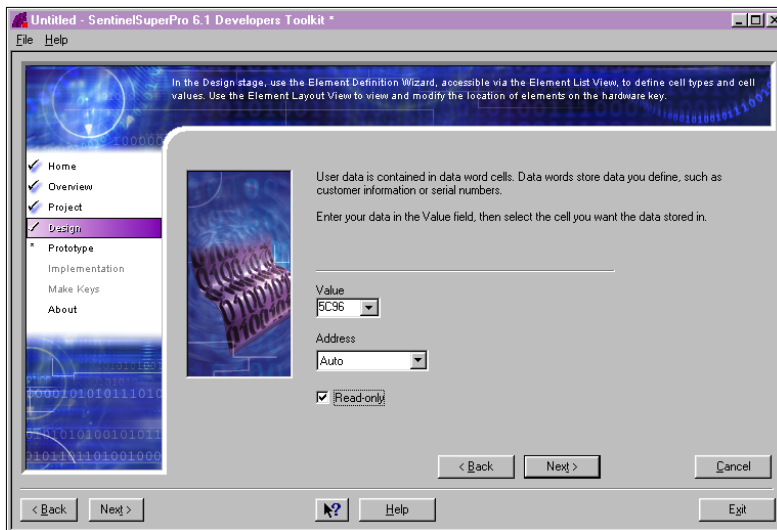 Untitled - SentinelSuperPro 6.1 Developers Toolkit *
File Help
In the Design stage, use the Element Definition Wizard, accessible via the Element List View, to define cell types and cell
values. Use the Element Layout View to view and modify the location of elements on the hardware key.
Home
Overview
Project
Design
* Prototype
Implementation
Make Keys
About
User data is contained in data word cells. Data words store data you define, such as
customer information or serial numbers.
Enter your data in the Value field, then select the cell you want the data stored in.
Value
5C96
Address
Auto
Read-only
< Back Next > Cancel
< Back Next > Help Exit